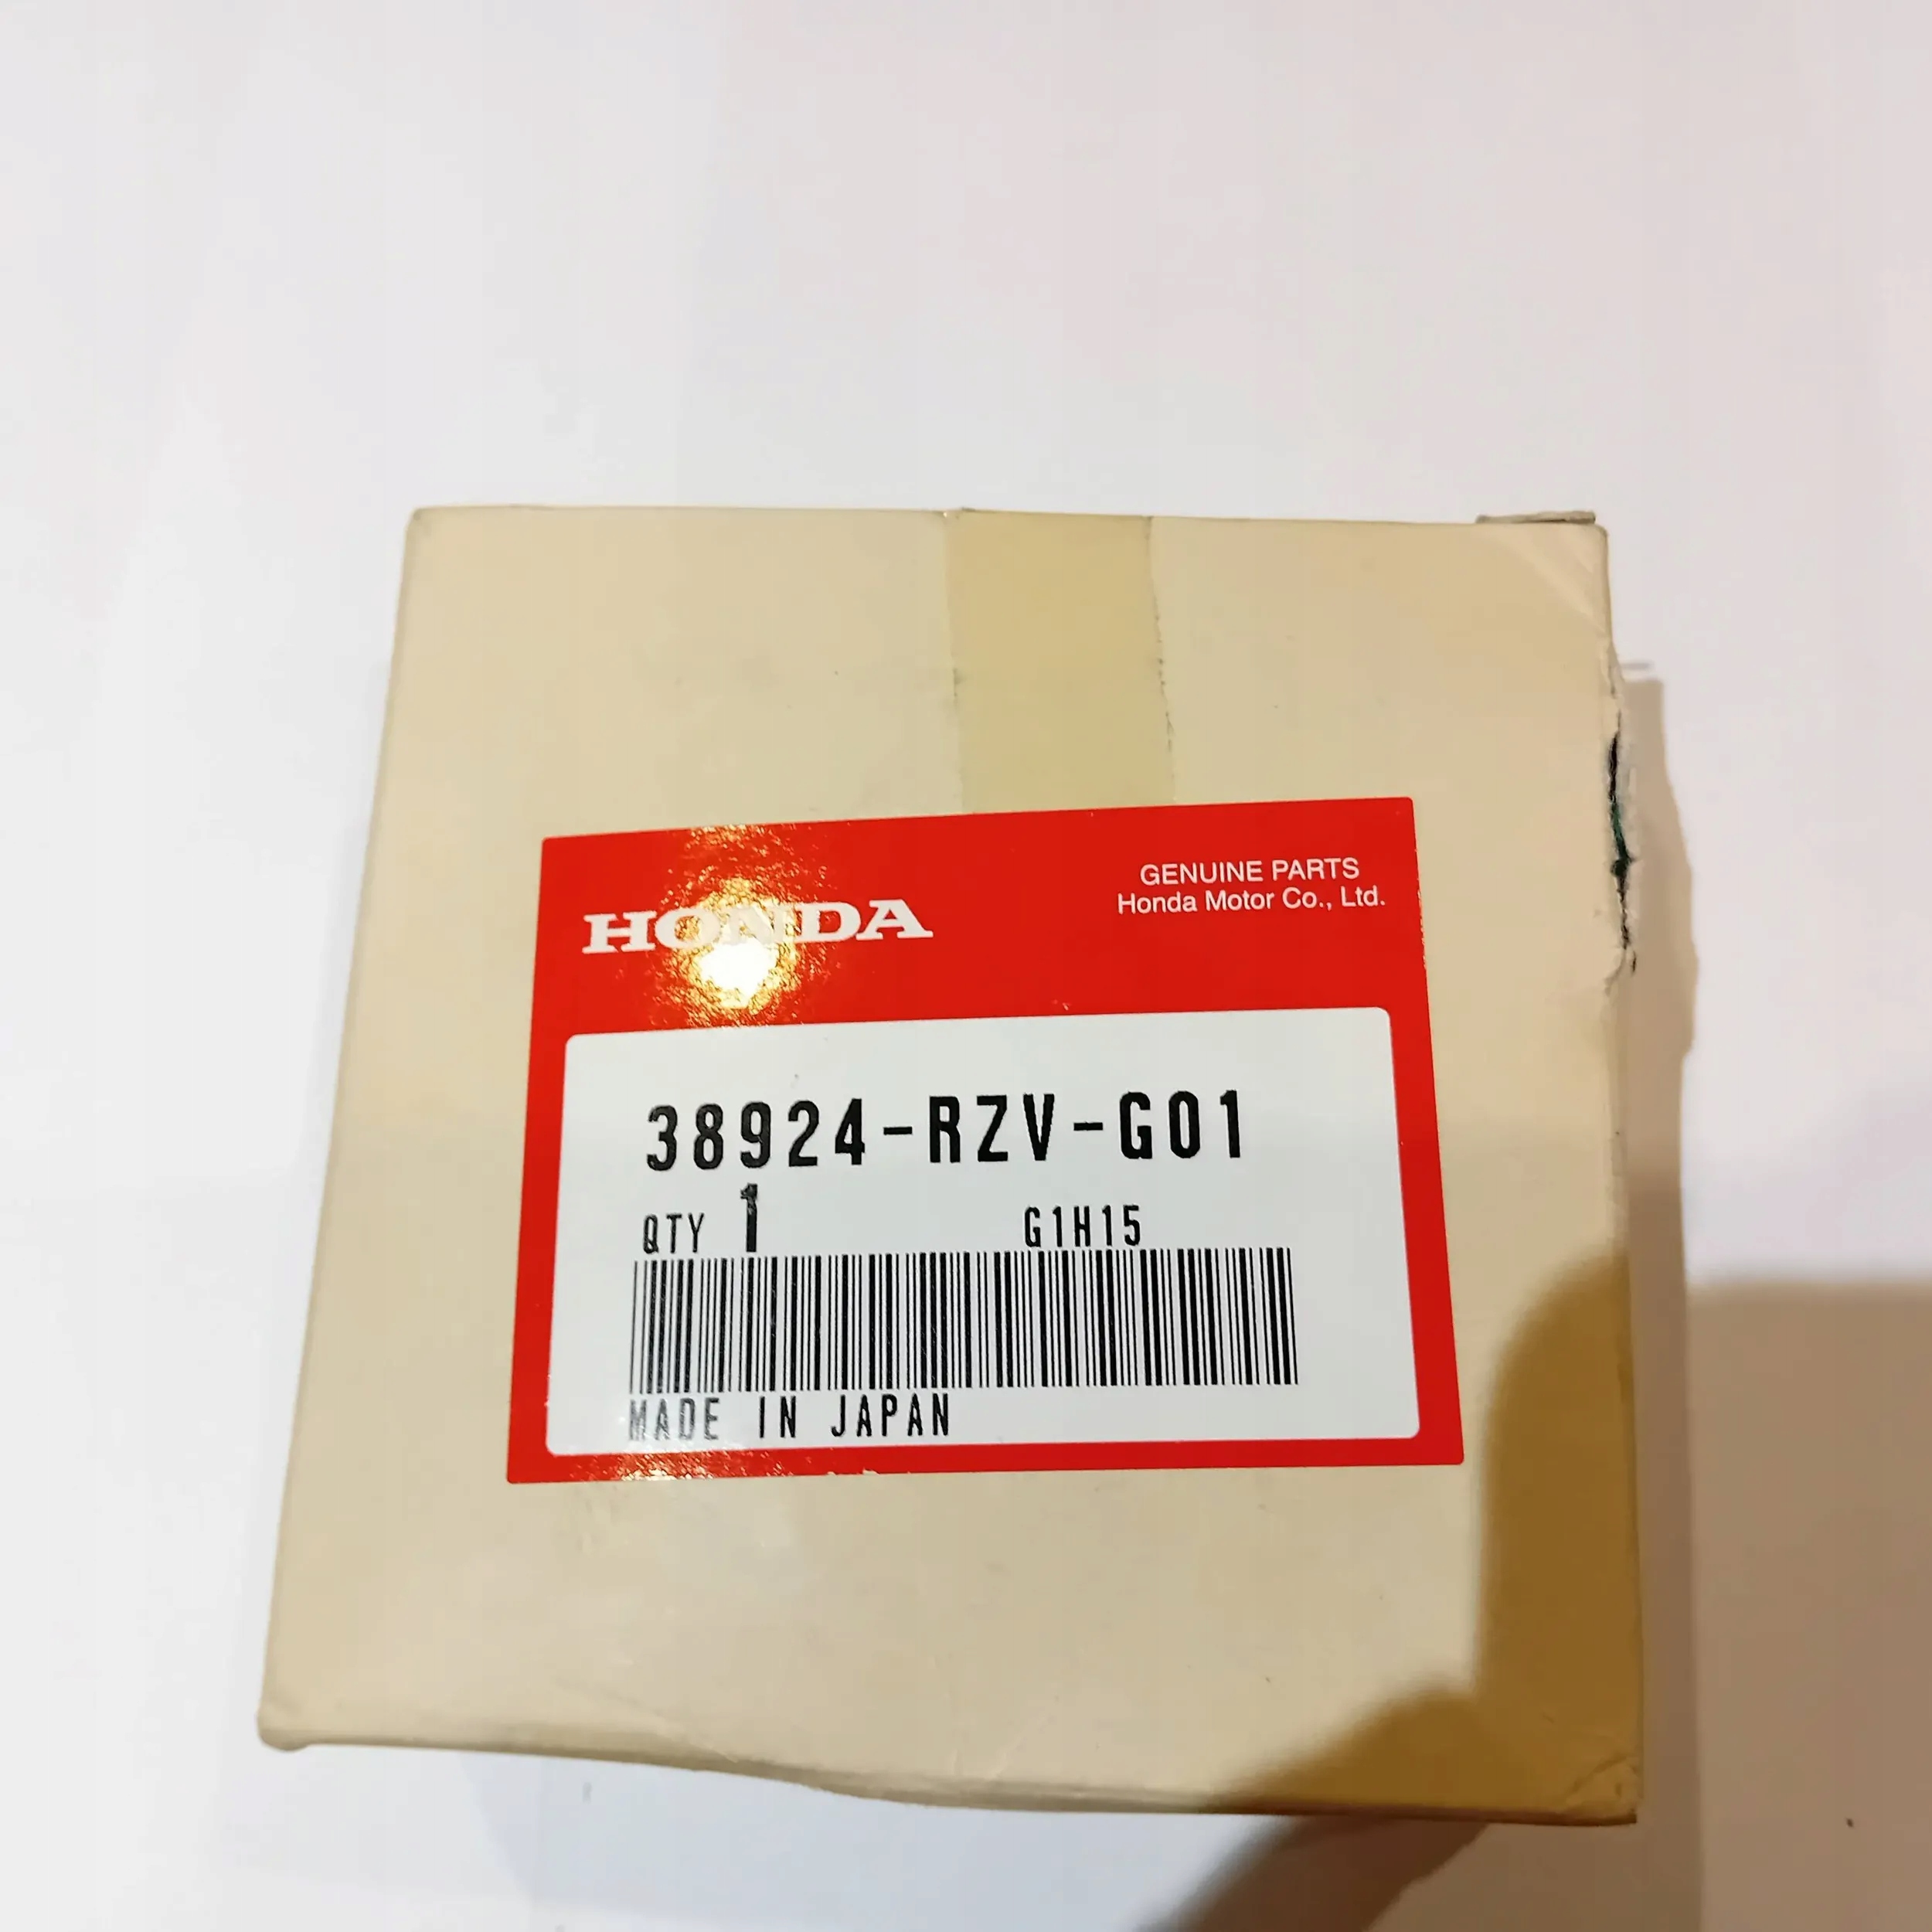 HONDA
GENUINE PARTS
Honda Motor Co., Ltd.
38924-RZV-G01
QTY 1 G1H15
MADE IN JAPAN